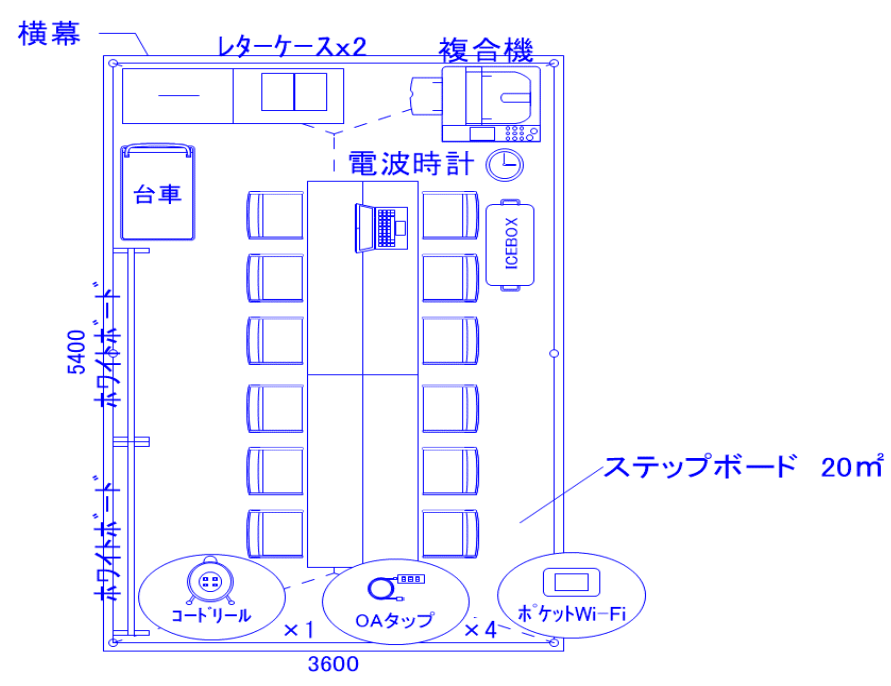 横幕
レターケースx2
複合機
電波時計
台車
ICEBOX
ホワイトボード
5400
ホワイトボード
ステップボード 20㎡
コードリール
×1
OAタップ
×4
ポケットWi-Fi
3600